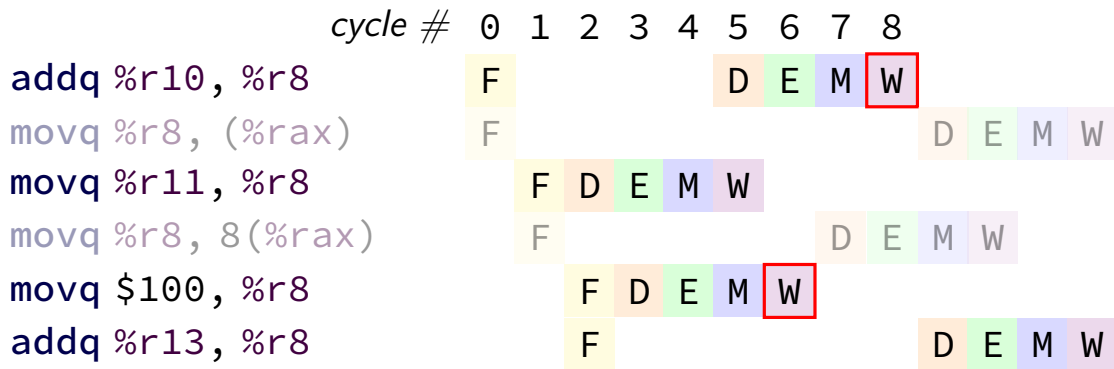 cycle # 0 1 2 3 4 5 6 7 8
addq %r10, %r8 F D E M W
movq %r8, (%rax) F D E M W
movq %r11, %r8 F D E M W
movq %r8, 8(%rax) F D E M W
movq $100, %r8 F D E M W
addq %r13, %r8 F D E M W